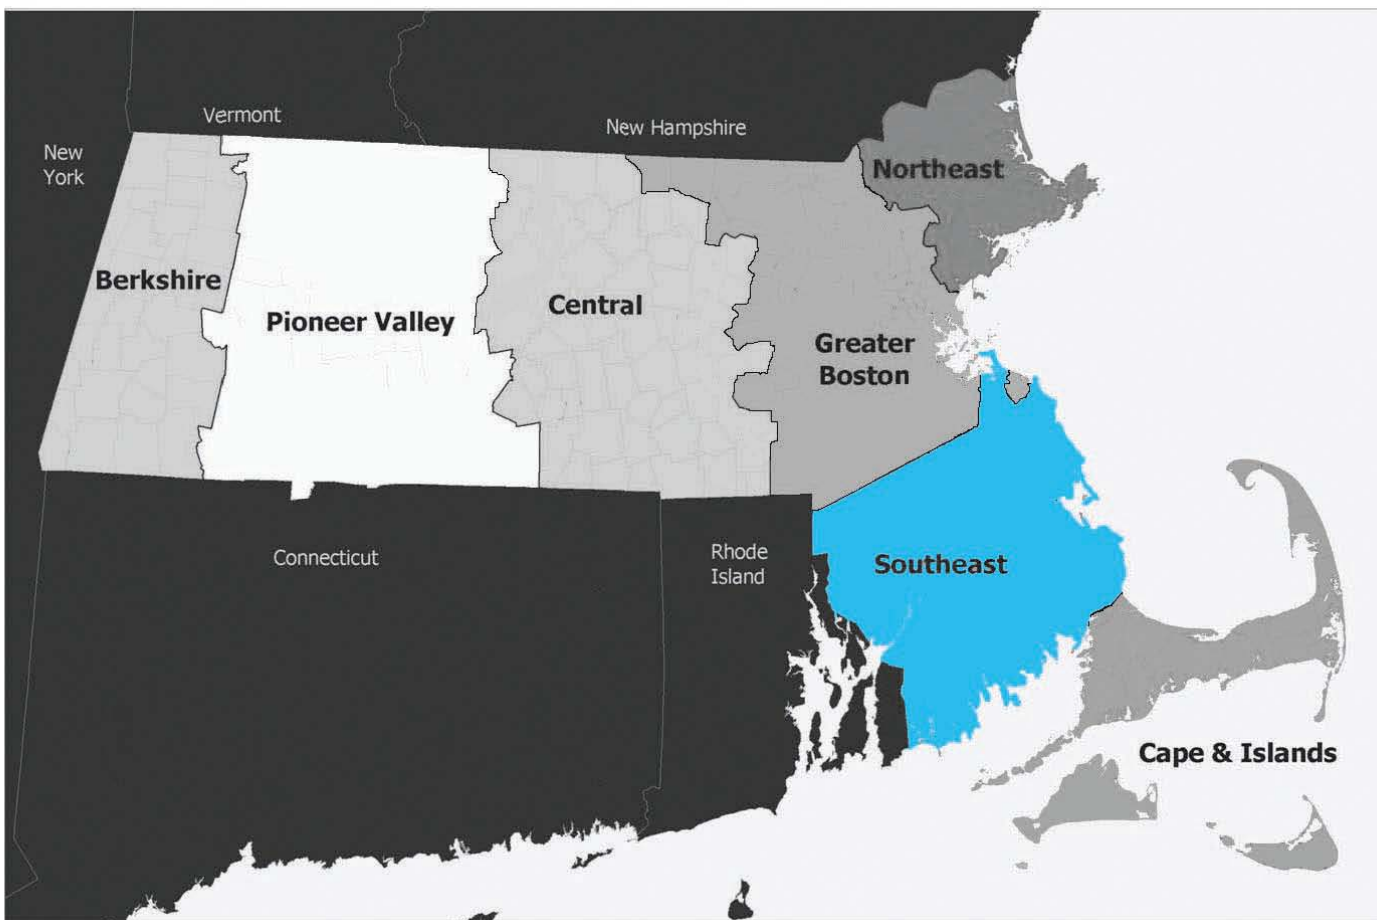 Vermont
New Hampshire
New
York
Northeast
Berkshire
Pioneer Valley
Central
Greater
Boston
Connecticut
Rhode
Island
Southeast
Cape & Islands